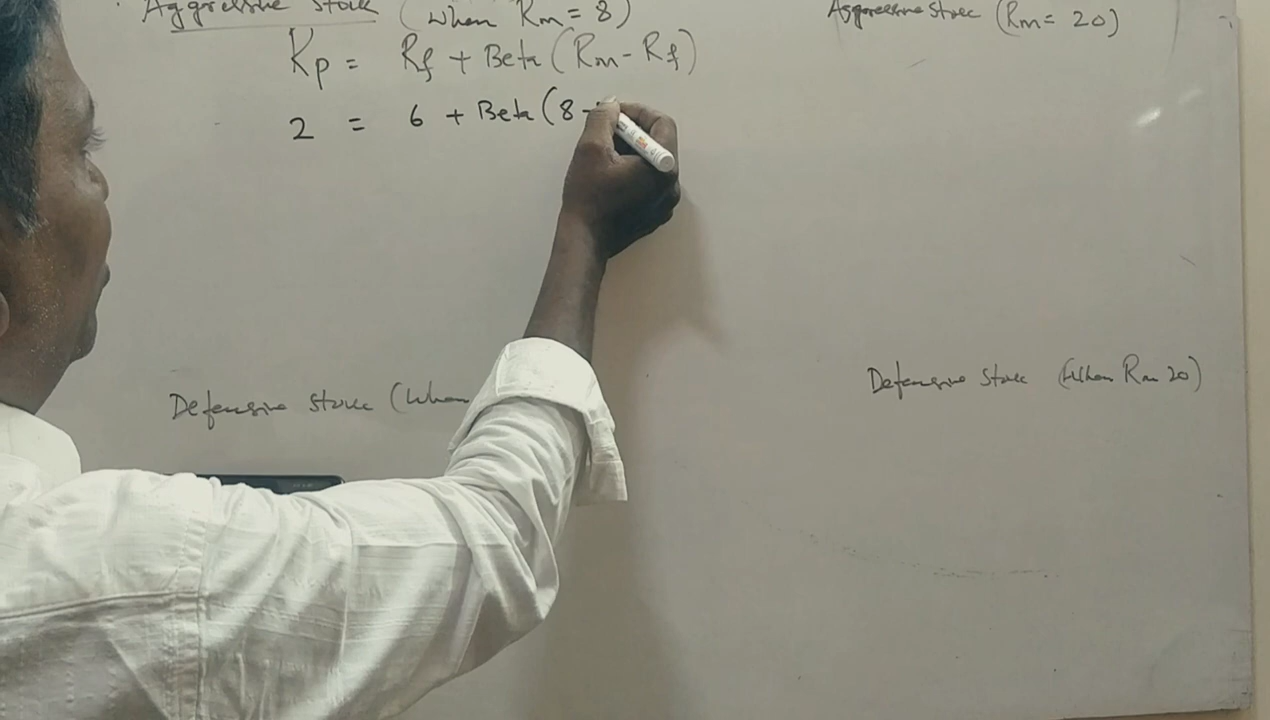 Aggressive Stock (when Rm = 8)
Kp = Rf + Beta (Rm - Rf)
2 = 6 + Beta (8 -
Defensive Stock (When
Aggressive Stock (Rm = 20)
Defensive Stock (When Rm 20)